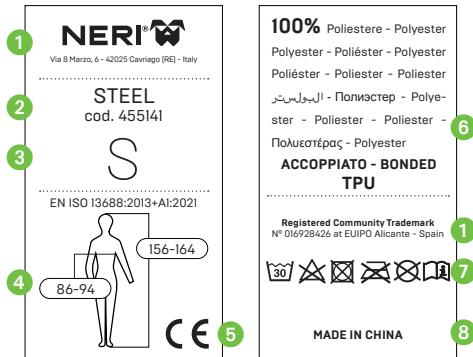 1
NERI®
Via 8 Marzo, 6 - 42025 Cavriago (RE) - Italy
2
STEEL
cod. 455141
3
S
EN ISO 13688:2013+A1:2021
156-164
4
86-94
5
CE
100% Poliestere - Polyester
Polyester - Poliéster - Polyester
Poliéster - Poliester - Poliester
البوليستر - Полиэстер - Polye-
ster - Poliester - Poliester -
6
Πολυεστέρας - Polyester
ACCOPPIATO - BONDED
TPU
Registered Community Trademark
Nº 016928426 at EUIPO Alicante - Spain
1
30
7
MADE IN CHINA
8